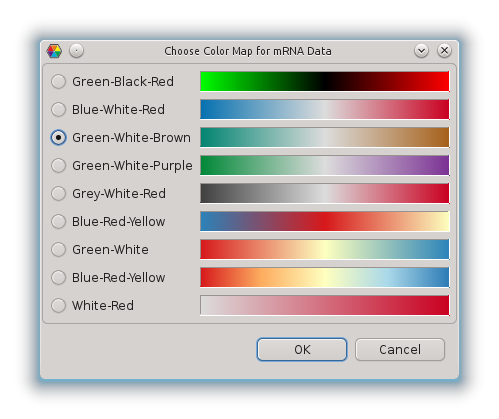 Choose Color Map for mRNA Data
Green-Black-Red
Blue-White-Red
Green-White-Brown
Green-White-Purple
Grey-White-Red
Blue-Red-Yellow
Green-White
Blue-Red-Yellow
White-Red
OK Cancel